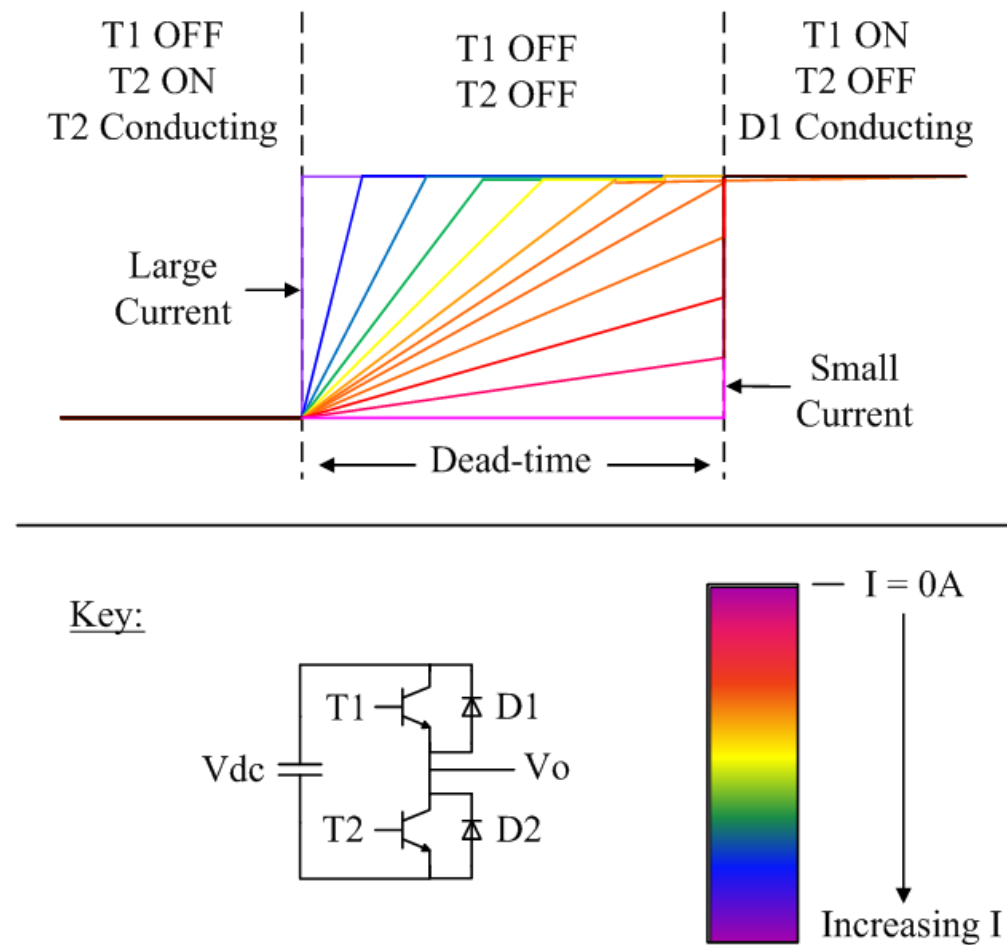 T1 OFF
T2 ON
T2 Conducting
T1 OFF
T2 OFF
T1 ON
T2 OFF
D1 Conducting
Large
Current
Small
Current
Dead-time
Key:
I = 0A
T1
D1
Vdc
Vo
T2
D2
Increasing I